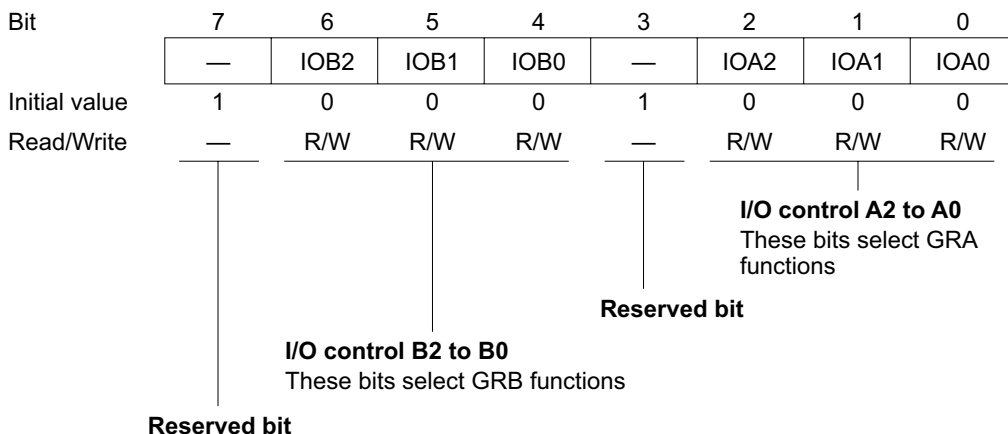 Bit 7 6 5 4 3 2 1 0
— IOB2 IOB1 IOB0 — IOA2 IOA1 IOA0
Initial value 1 0 0 0 1 0 0 0
Read/Write — R/W R/W R/W — R/W R/W R/W
I/O control A2 to A0
These bits select GRA
functions
Reserved bit
I/O control B2 to B0
These bits select GRB functions
Reserved bit